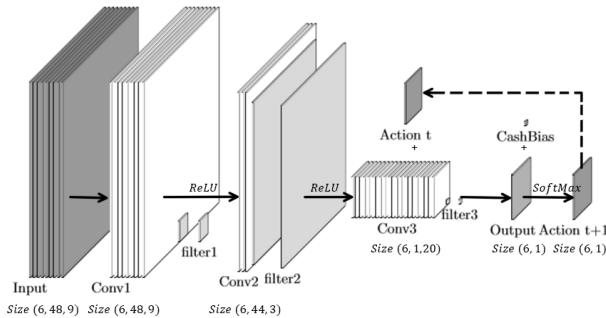 Action t
+
CashBias
+
ReLU
ReLU
SoftMax
filter1
filter3
Conv3
Size (6,1,20)
Output Action t+1
Size (6,1) Size (6,1)
Input
Conv1
Conv2
filter2
Size (6,48,9)
Size (6,48,9)
Size (6,44,3)